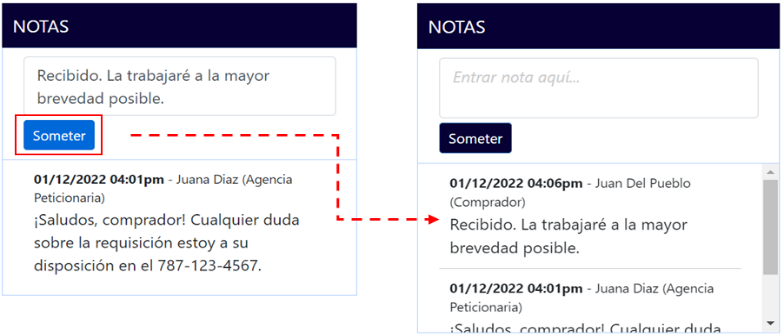 NOTAS
Recibido. La trabajaré a la mayor
brevedad posible.
Someter
01/12/2022 04:01pm - Juana Diaz (Agencia
Peticionaria)
¡Saludos, comprador! Cualquier duda
sobre la requisición estoy a su
disposición en el 787-123-4567.
NOTAS
Entrar nota aquí...
Someter
01/12/2022 04:06pm - Juan Del Pueblo
(Comprador)
Recibido. La trabajaré a la mayor
brevedad posible.
01/12/2022 04:01pm - Juana Diaz (Agencia
Peticionaria)
¡Saludos, comprador! Cualquier duda